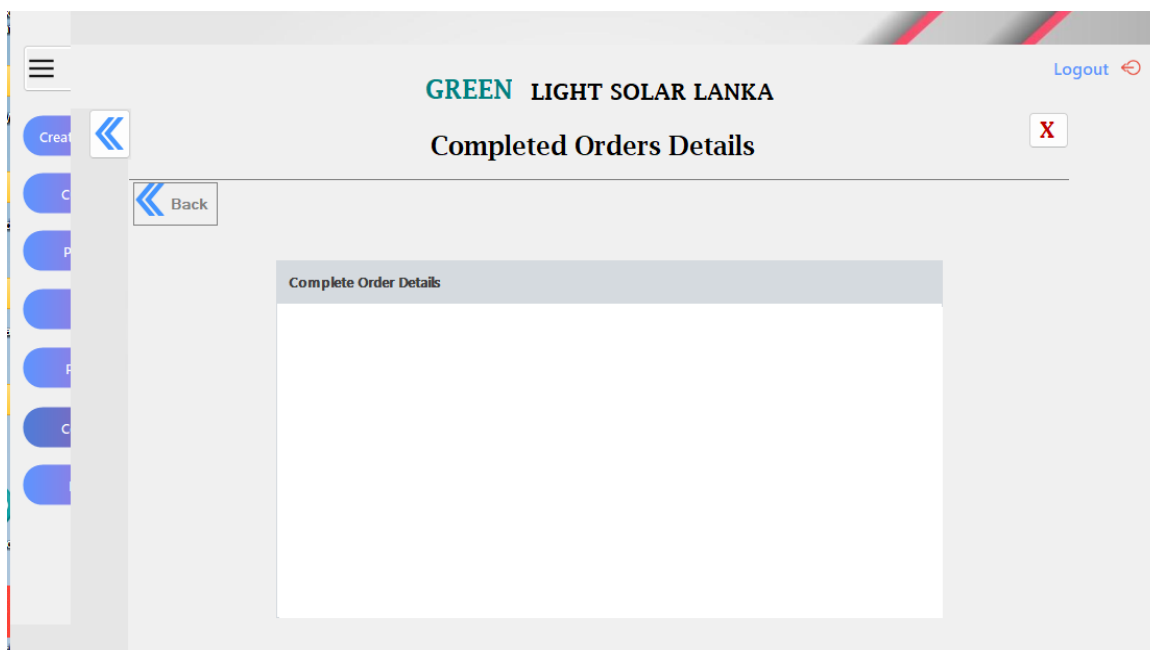 Logout
GREEN LIGHT SOLAR LANKA
X
Completed Orders Details
Back
Complete Order Details